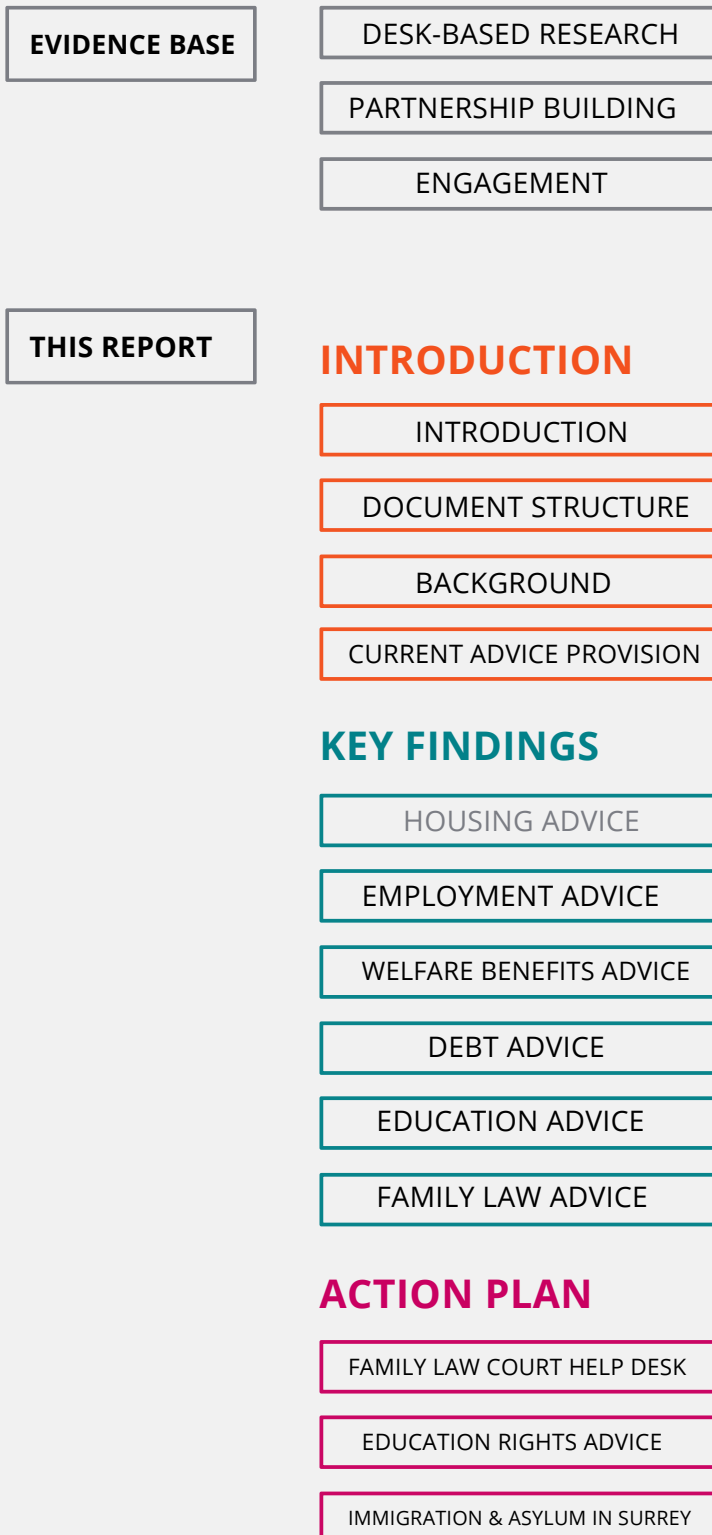 EVIDENCE BASE
DESK-BASED RESEARCH
PARTNERSHIP BUILDING
ENGAGEMENT
THIS REPORT
INTRODUCTION
INTRODUCTION
DOCUMENT STRUCTURE
BACKGROUND
CURRENT ADVICE PROVISION
KEY FINDINGS
HOUSING ADVICE
EMPLOYMENT ADVICE
WELFARE BENEFITS ADVICE
DEBT ADVICE
EDUCATION ADVICE
FAMILY LAW ADVICE
ACTION PLAN
FAMILY LAW COURT HELP DESK
EDUCATION RIGHTS ADVICE
IMMIGRATION & ASYLUM IN SURREY